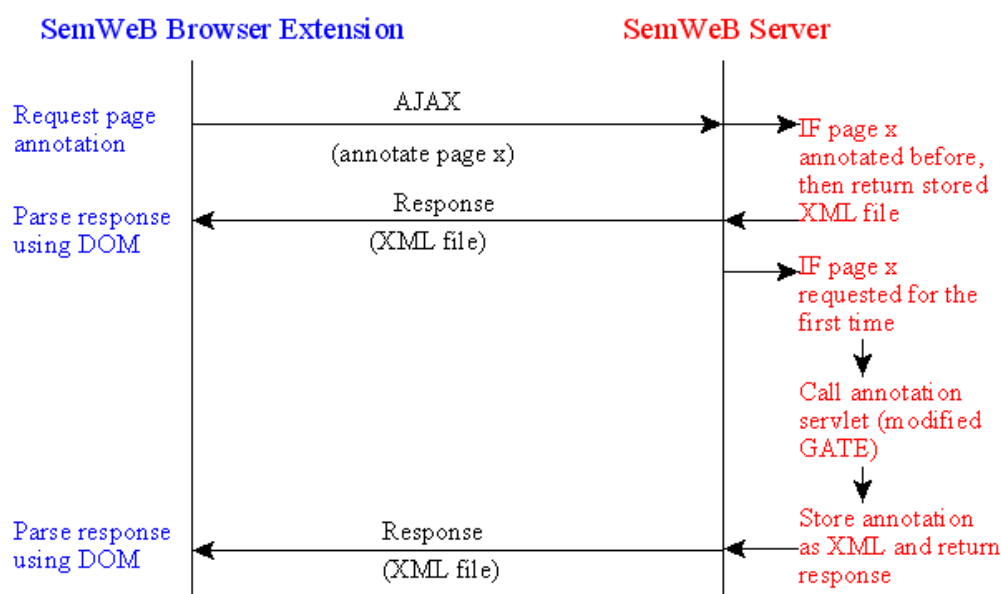 SemWeB Browser Extension
SemWeB Server
Request page
annotation
AJAX
(annotate page x)
IF page x
annotated before,
then return stored
XML file
Parse response
using DOM
Response
(XML file)
IF page x
requested for the
first time
Call annotation
servlet (modified
GATE)
Store annotation
as XML and return
response
Response
(XML file)
Parse response
using DOM